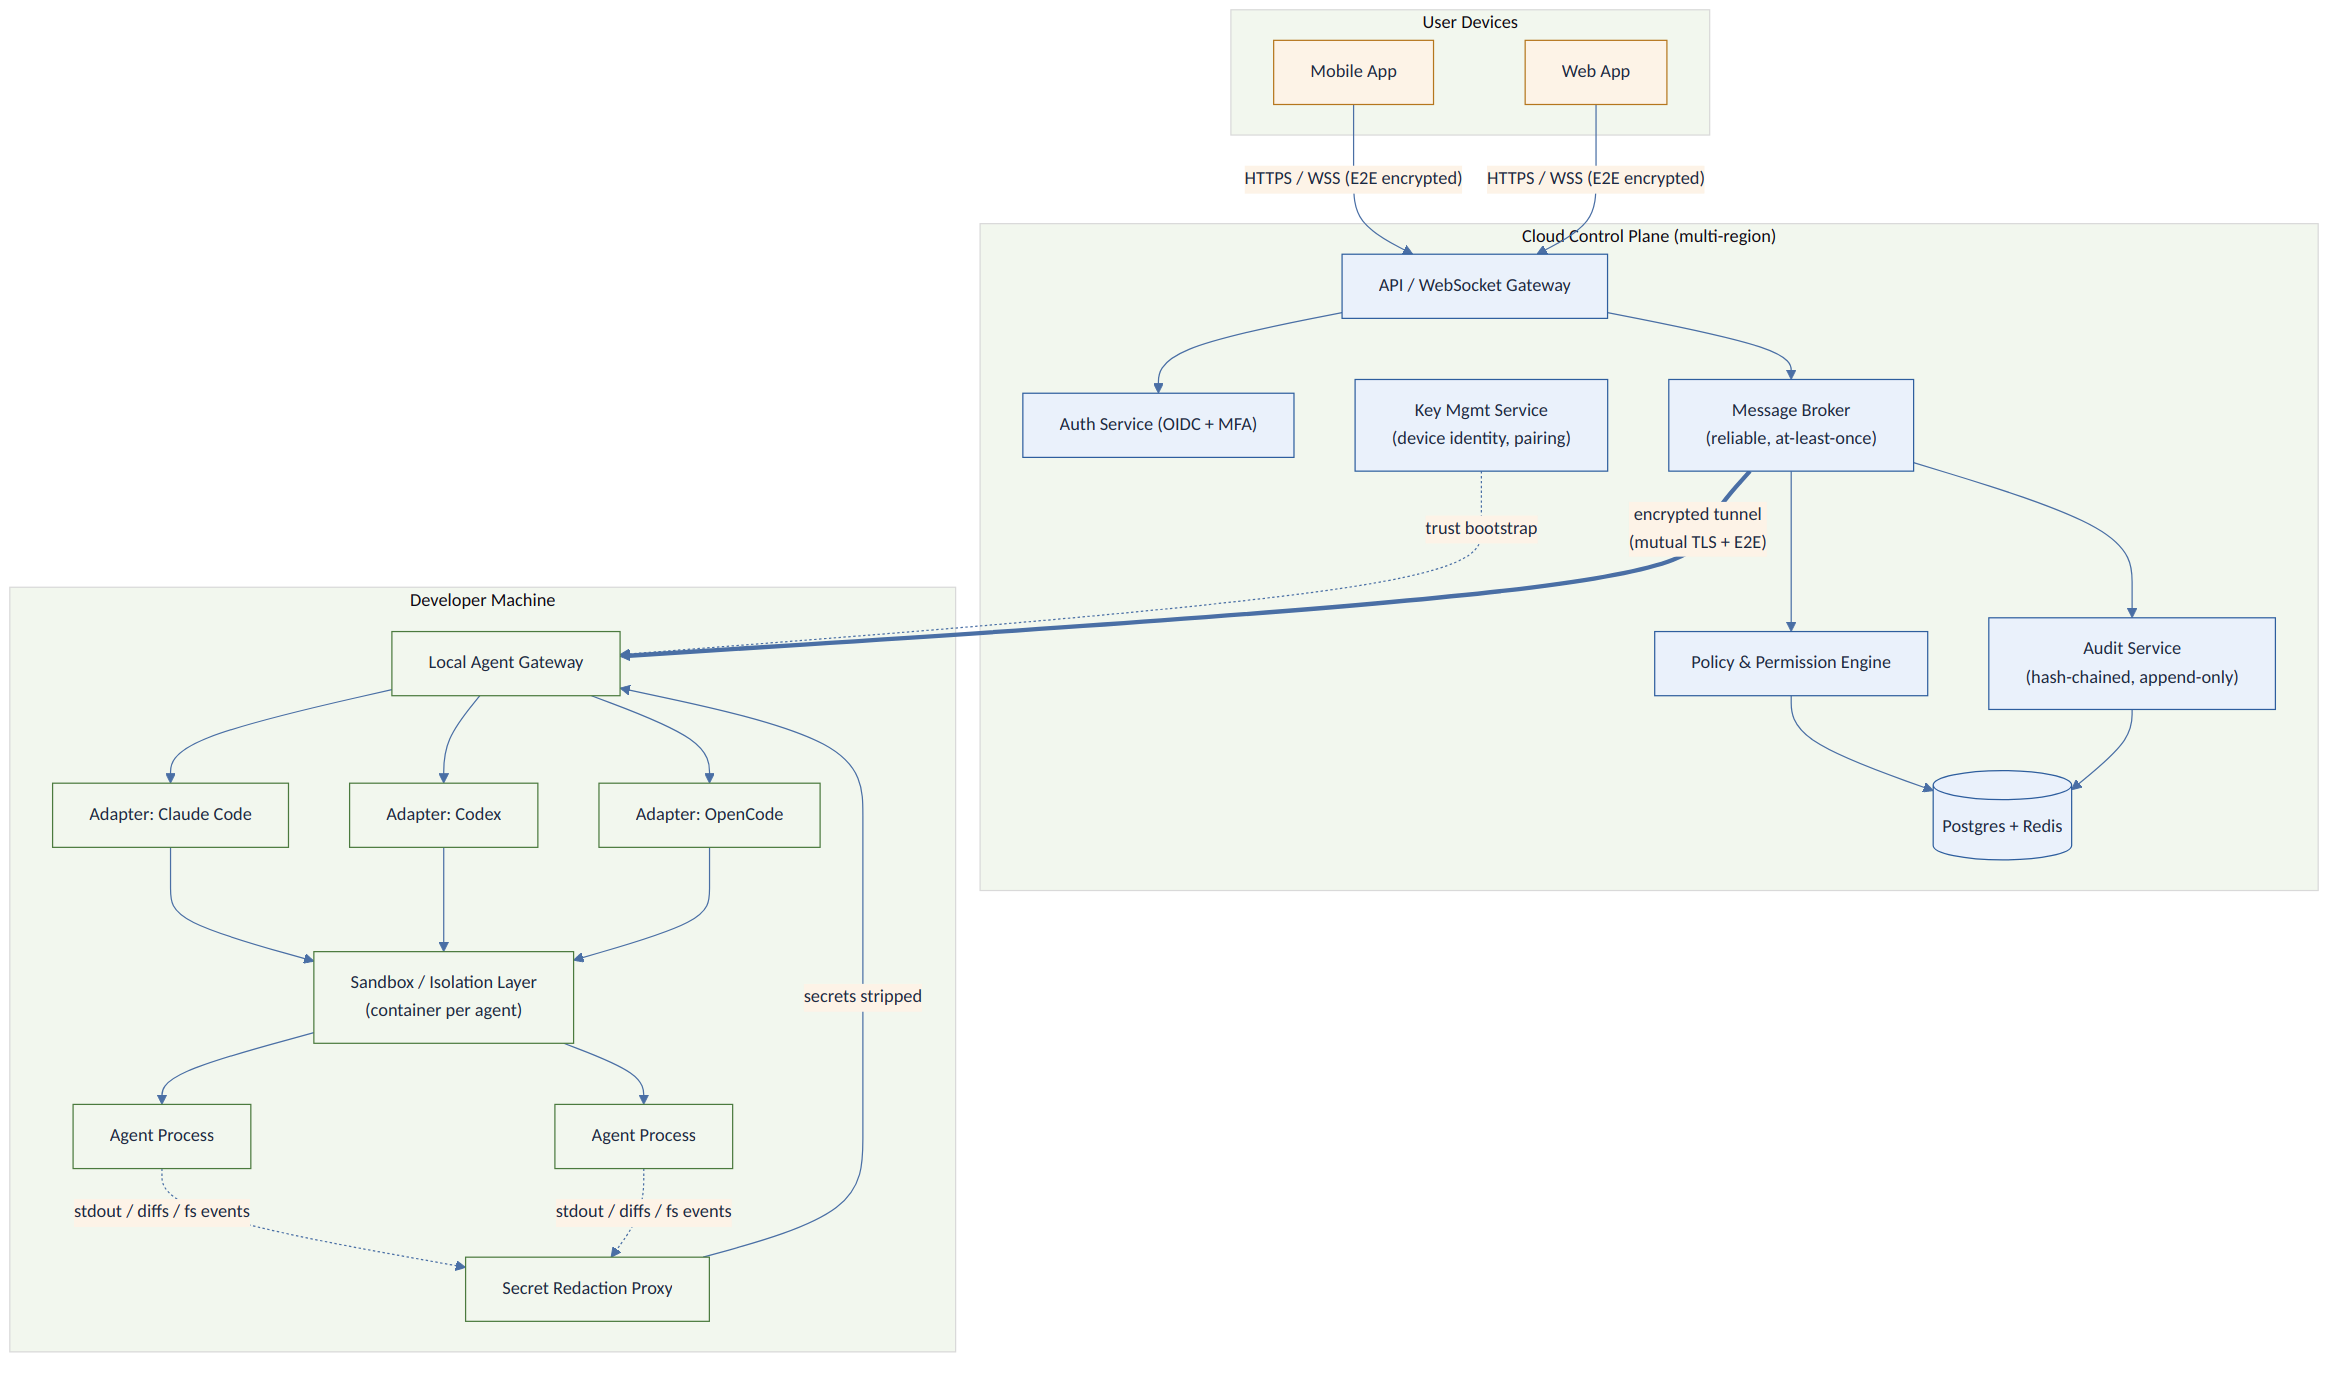 User Devices
Mobile App
Web App
HTTPS / WSS (E2E encrypted)
HTTPS / WSS (E2E encrypted)
Cloud Control Plane (multi-region)
API / WebSocket Gateway
Auth Service (OIDC + MFA)
Key Mgmt Service
(device identity, pairing)
Message Broker
(reliable, at-least-once)
trust bootstrap
encrypted tunnel
(mutual TLS + E2E)
Policy & Permission Engine
Audit Service
(hash-chained, append-only)
Postgres + Redis
Developer Machine
Local Agent Gateway
Adapter: Claude Code
Adapter: Codex
Adapter: OpenCode
Sandbox / Isolation Layer
(container per agent)
secrets stripped
Agent Process
Agent Process
stdout / diffs / fs events
stdout / diffs / fs events
Secret Redaction Proxy